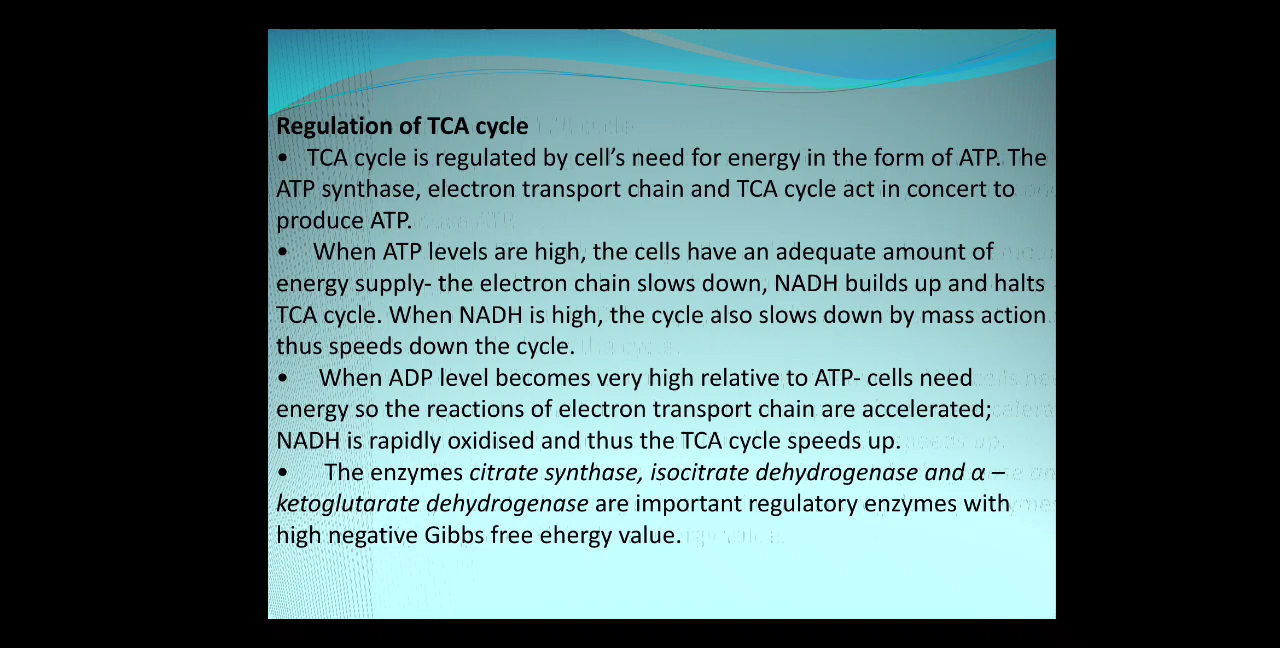 Regulation of TCA cycle
• TCA cycle is regulated by cell’s need for energy in the form of ATP. The
ATP synthase, electron transport chain and TCA cycle act in concert to
produce ATP.
• When ATP levels are high, the cells have an adequate amount of
energy supply- the electron chain slows down, NADH builds up and halts
TCA cycle. When NADH is high, the cycle also slows down by mass action
thus speeds down the cycle.
• When ADP level becomes very high relative to ATP- cells need
energy so the reactions of electron transport chain are accelerated;
NADH is rapidly oxidised and thus the TCA cycle speeds up.
• The enzymes citrate synthase, isocitrate dehydrogenase and α –
ketoglutarate dehydrogenase are important regulatory enzymes with
high negative Gibbs free ehergy value.